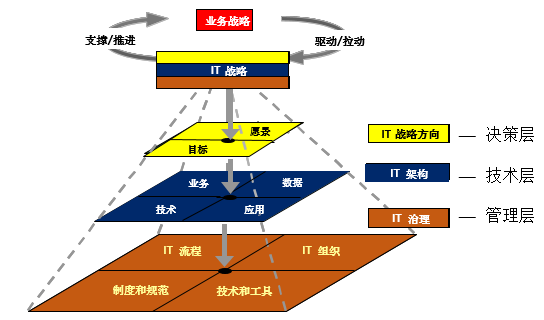 业务战略
支撑/推进
驱动/拉动
IT 战略
愿景
目标
IT 战略方向 — 决策层
业务
数据
IT 架构 — 技术层
技术
应用
IT 治理 — 管理层
IT 流程
IT 组织
制度和规范
技术和工具